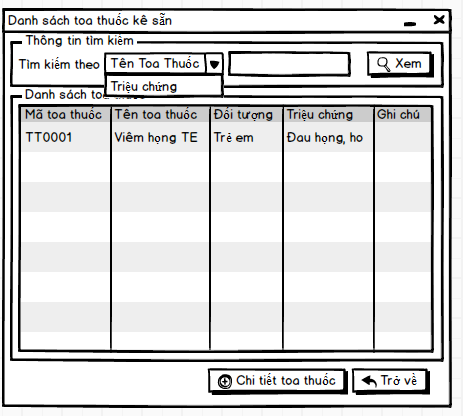 Danh sách toa thuốc kê sẵn
Thông tin tìm kiếm
Tìm kiếm theo Tên Toa Thuốc Xem
Triệu chứng
Danh sách toa thuốc
Mã toa thuốc Tên toa thuốc Đối tượng Triệu chứng Ghi chú
TT0001 Viêm họng TE Trẻ em Đau họng, ho
Chi tiết toa thuốc Trở về